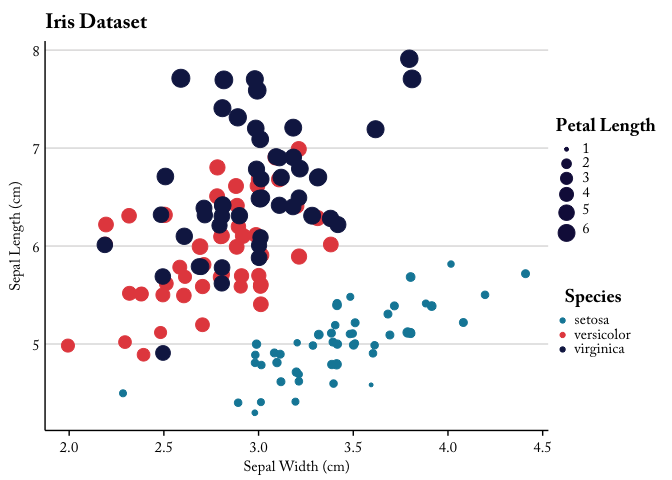 Iris Dataset
8
7
6
5
Sepal Length (cm)
2.0 2.5 3.0 3.5 4.0 4.5
Sepal Width (cm)
Petal Length
1
2
3
4
5
6
Species
setosa
versicolor
virginica